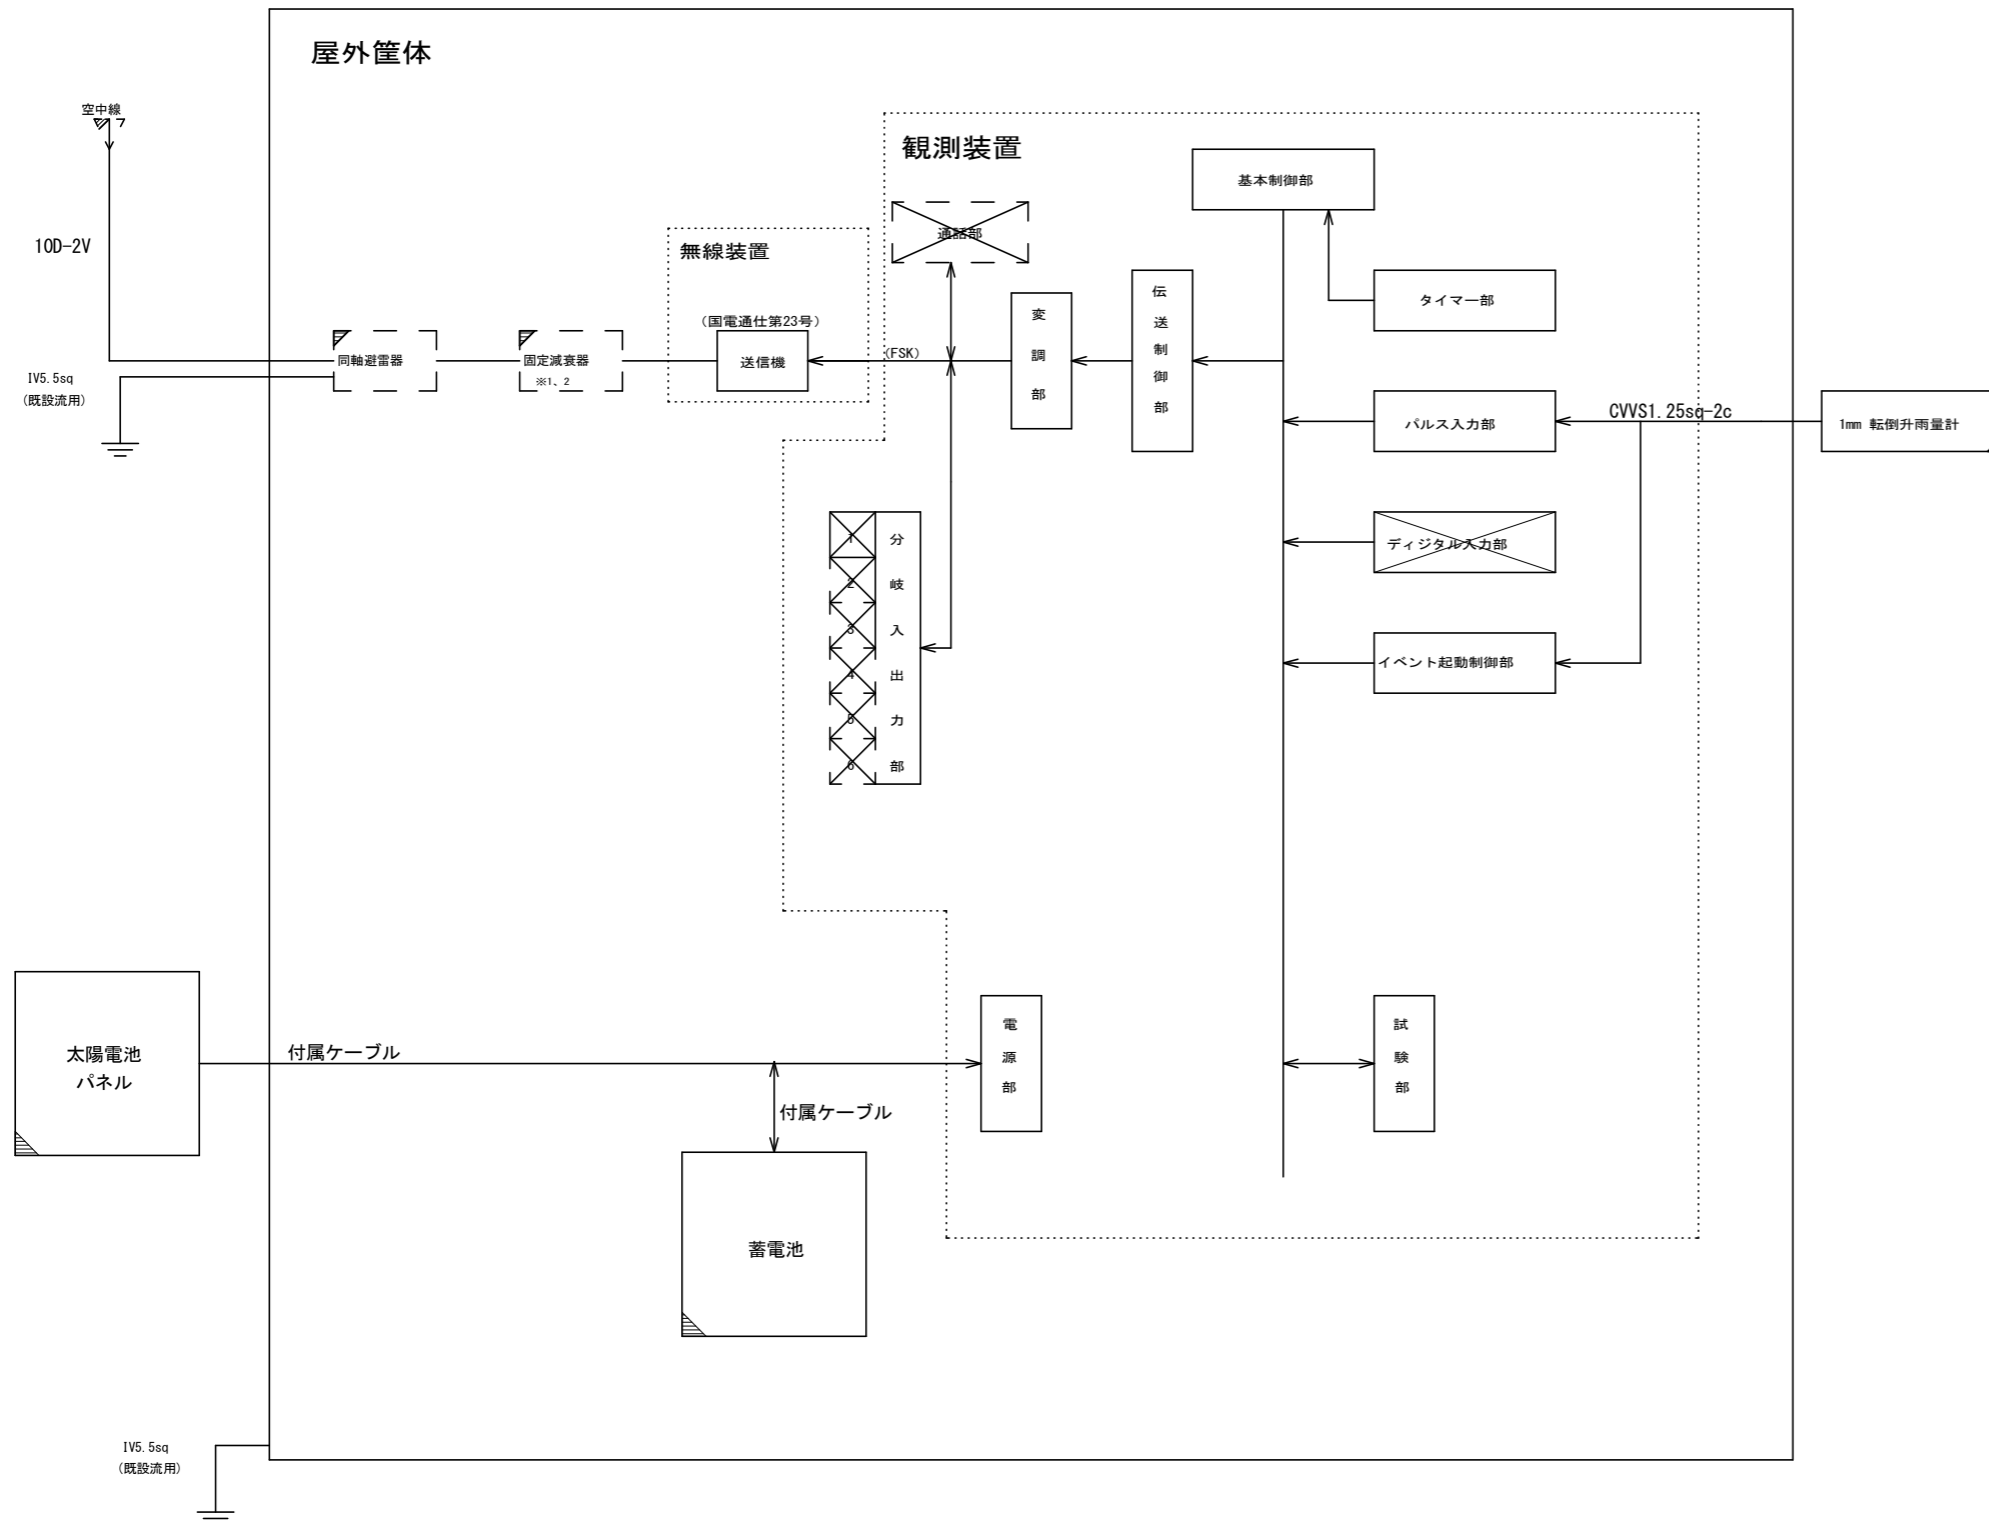 屋外筐体
空中線
観測装置
基本制御部
通話部
10D-2V
無線装置
タイマー部
伝送制御部
変調部
(国電通仕第23号)
送信機
(FSK)
同軸避雷器
固定減衰器
※1、2
IV5.5sq
(既設流用)
パルス入力部
CVVS1.25sq-2c
1mm 転倒升雨量計
ディジタル入力部
イベント起動制御部
1
2
3
4
5
6
分岐入出力部
太陽電池
パネル
付属ケーブル
電源部
試験部
付属ケーブル
蓄電池
IV5.5sq
(既設流用)